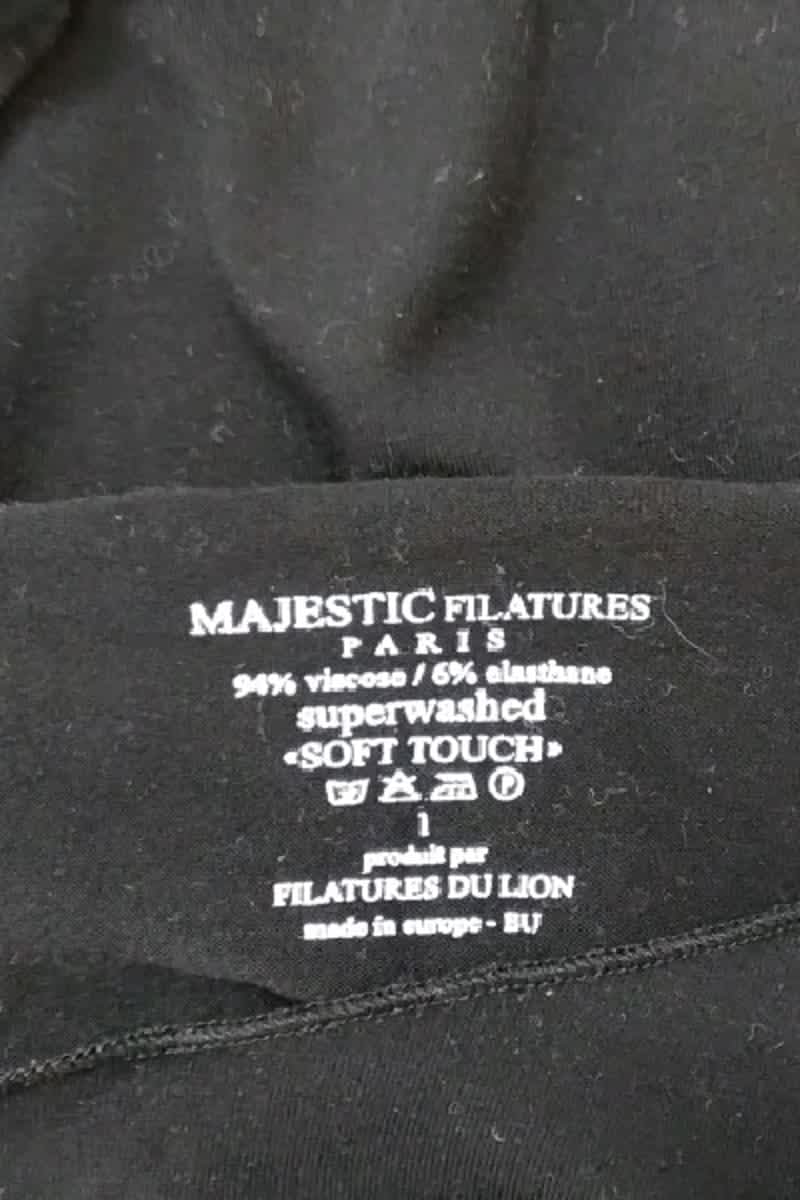 MAJESTIC FILATURES
PARIS
94% viscose / 6% elasthane
superwashed
«SOFT TOUCH»
P
1
produit par
FILATURES DU LION
made in europe - EU